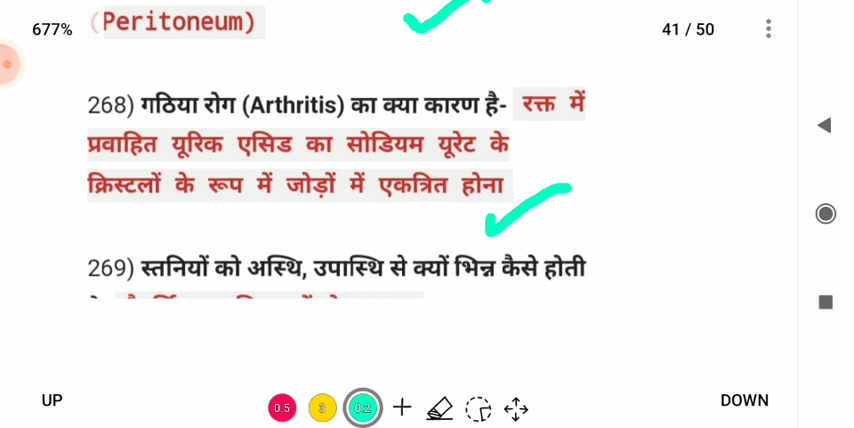 677%
(Peritoneum)
41 / 50
268) गठिया रोग (Arthritis) का क्या कारण है- रक्त में
प्रवाहित यूरिक एसिड का सोडियम यूरेट के
क्रिस्टलों के रूप में जोड़ों में एकत्रित होना
269) स्तनियों को अस्थि, उपास्थि से क्यों भिन्न कैसे होती
UP
0.5
3
0.2
DOWN